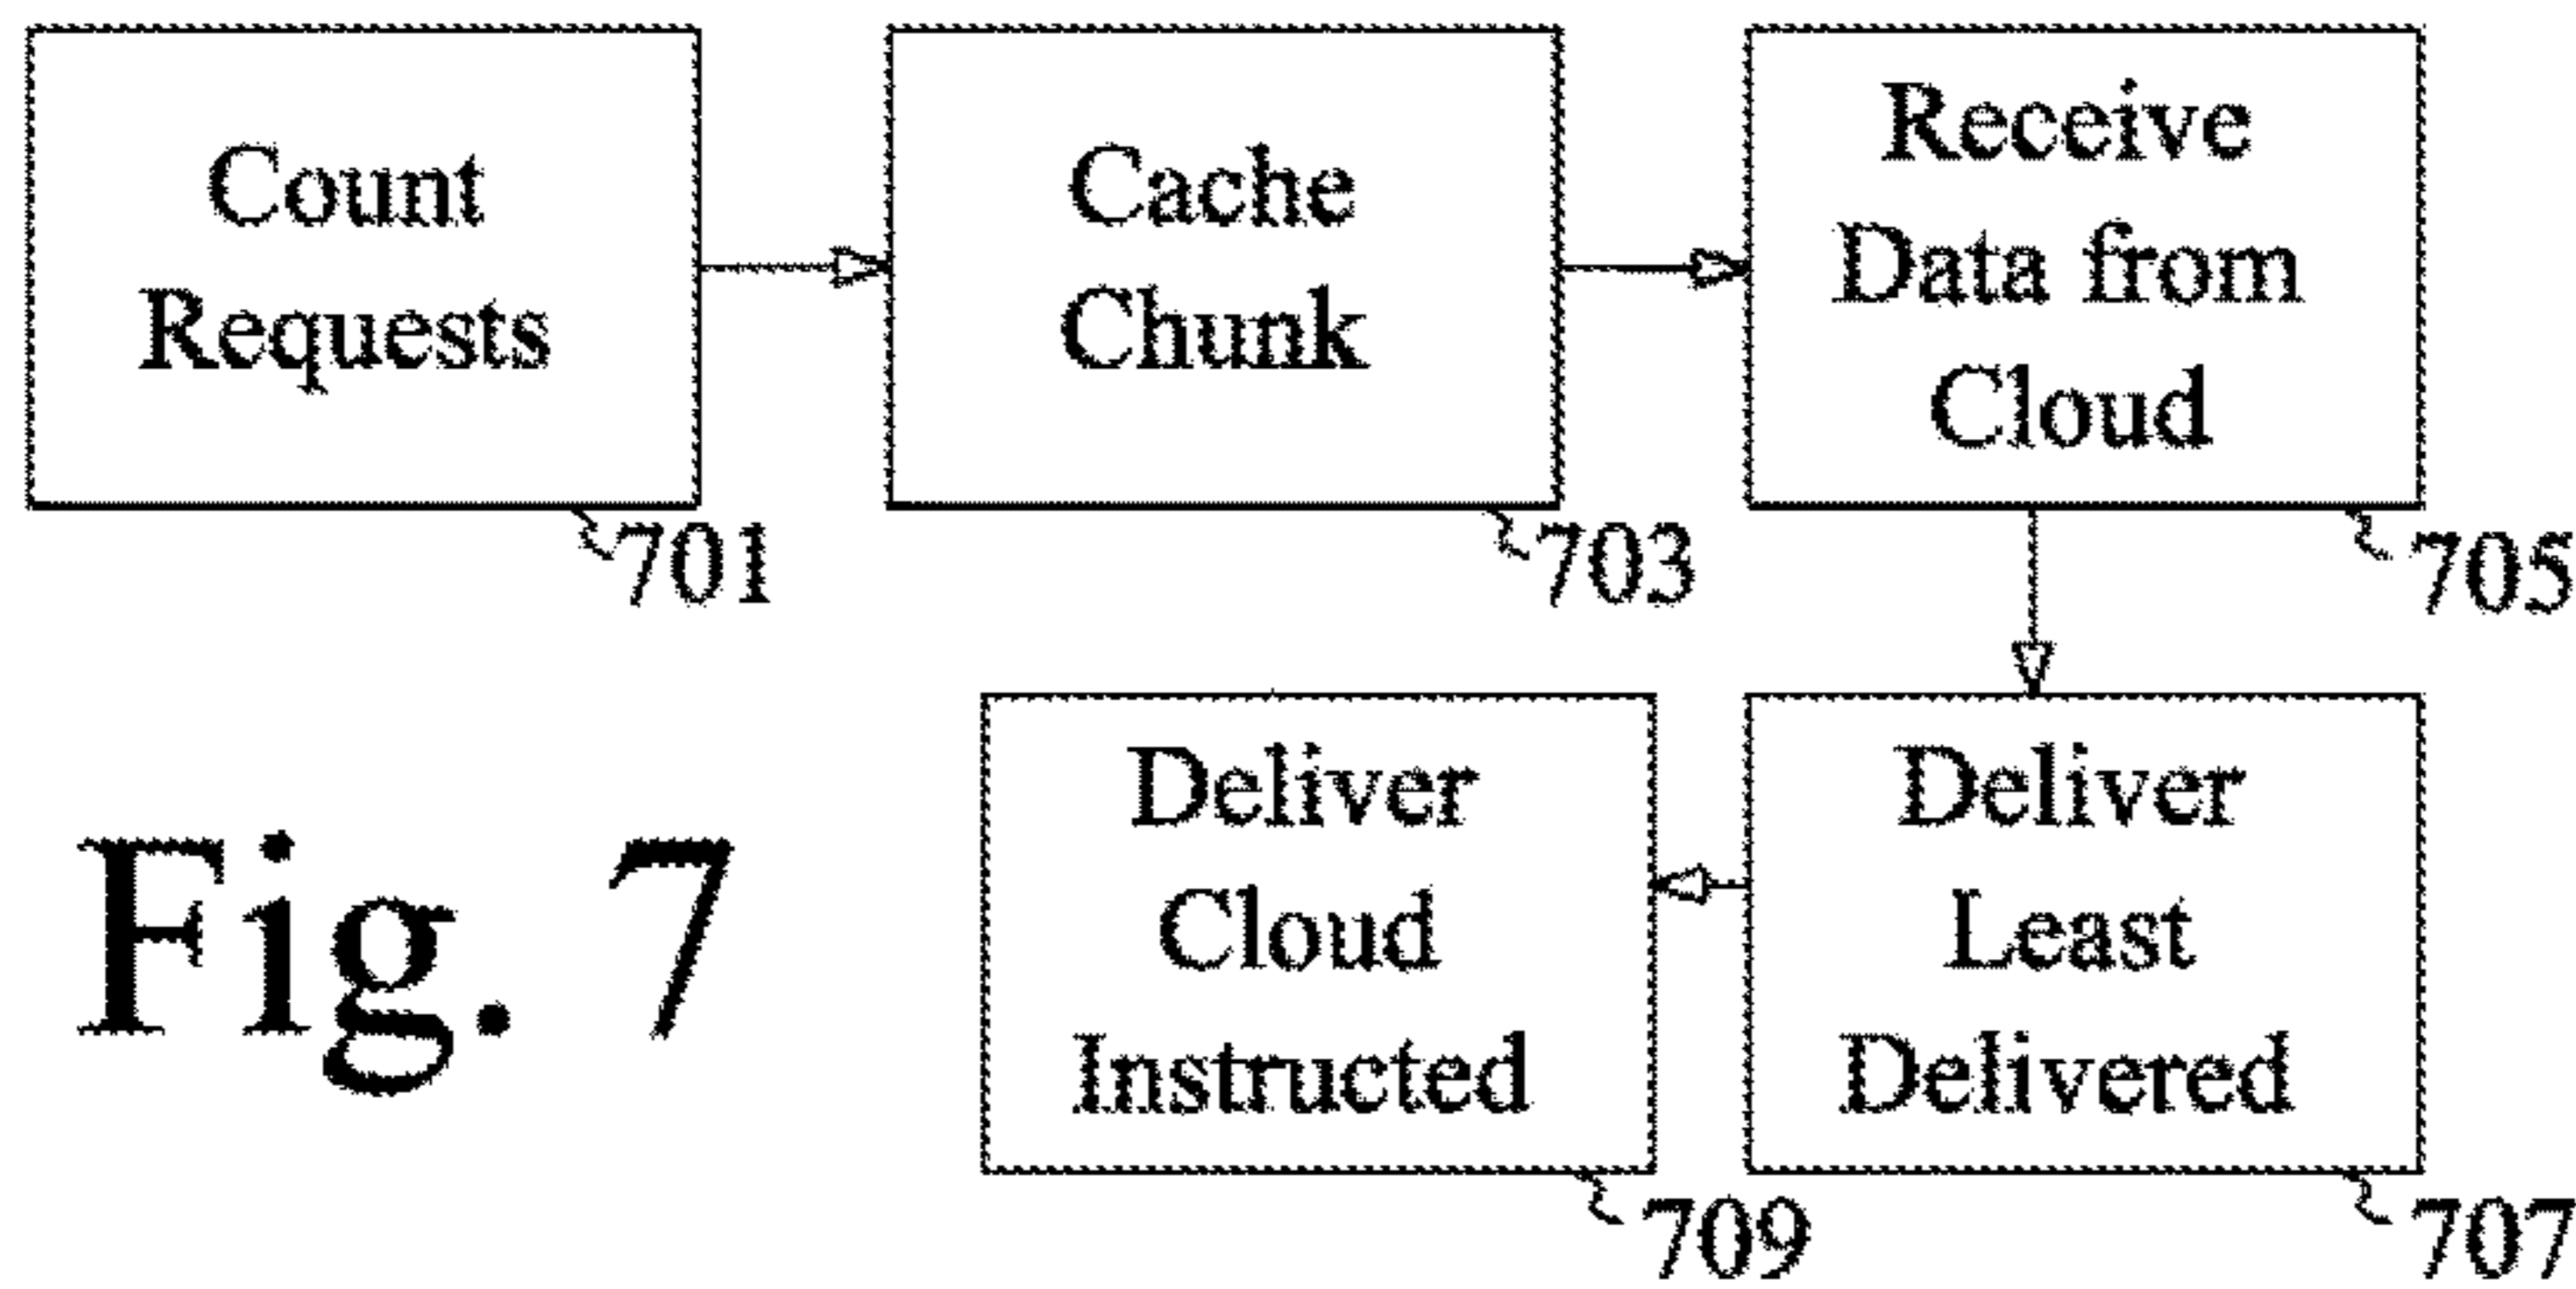 Count
Requests
701
Cache
Chunk
703
Receive
Data from
Cloud
705
Deliver
Least
Delivered
707
Deliver
Cloud
Instructed
709
Fig. 7